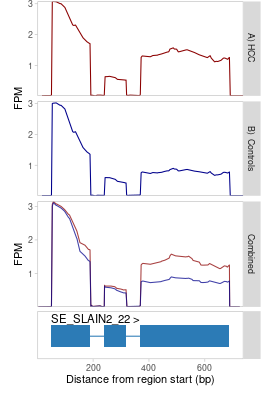 3
2
1
FPM
A) HCC
3
2
1
B) Controls
3
2
1
FPM
Combined
SE_SLAIN2_22 >
200 400 600
Distance from region start (bp)